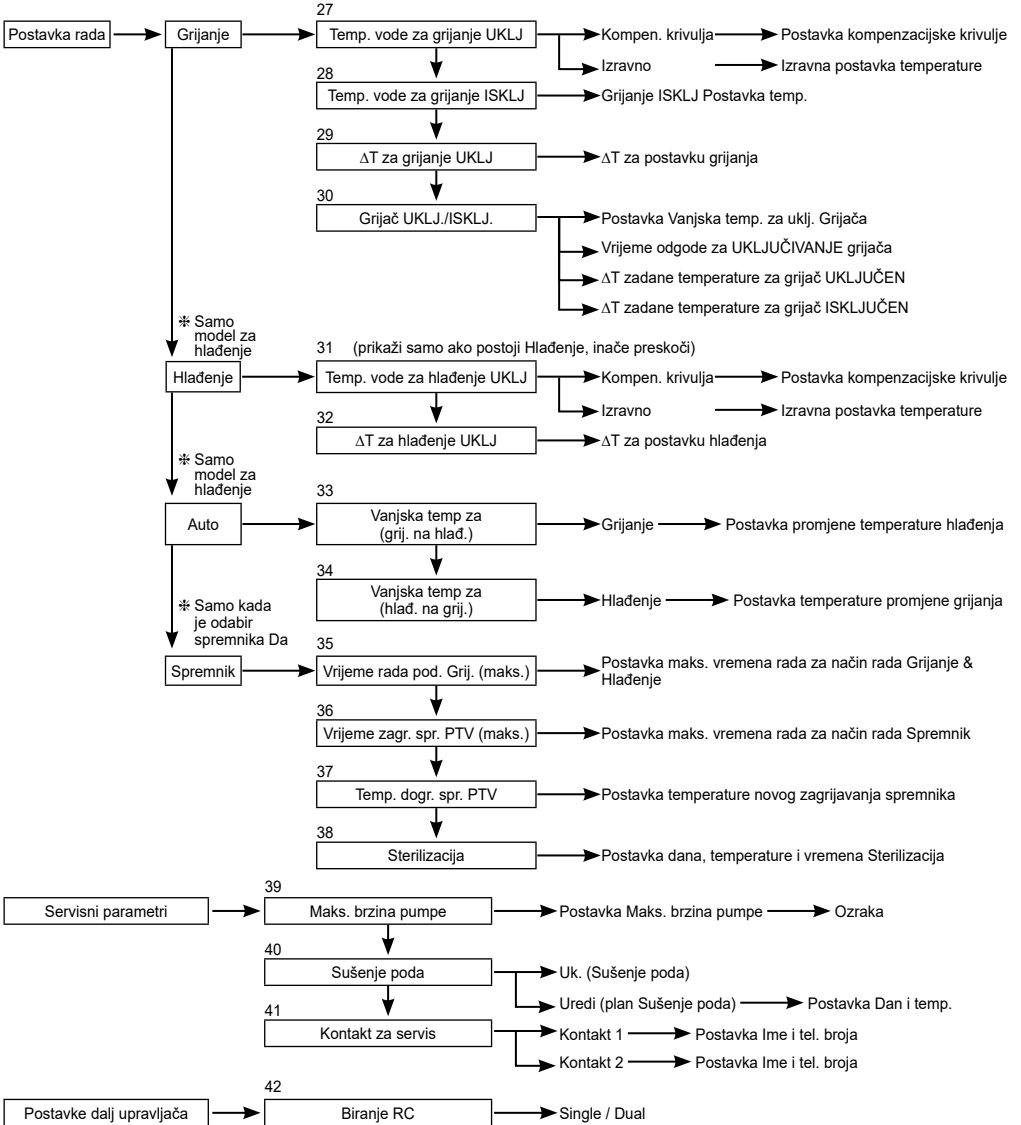 27
Postavka rada Grijanje Temp. vode za grijanje UKLJ Kompen. krivulja Postavka kompenzacijske krivulje
Izravno Izravna postavka temperature
28
Temp. vode za grijanje ISKLJ Grijanje ISKLJ Postavka temp.
29
∆T za grijanje UKLJ ∆T za postavku grijanja
30
Grijač UKLJ./ISKLJ. Postavka Vanjska temp. za uklj. Grijača
Vrijeme odgode za UKLJUČIVANJE grijača
∆T zadane temperature za grijač UKLJUČEN
∆T zadane temperature za grijač ISKLJUČEN
❉ Samo
model za
hlađenje
31 (prikaži samo ako postoji Hlađenje, inače preskoči)
Hlađenje Temp. vode za hlađenje UKLJ Kompen. krivulja Postavka kompenzacijske krivulje
Izravno Izravna postavka temperature
32
∆T za hlađenje UKLJ ∆T za postavku hlađenja
❉ Samo
model za
hlađenje
33
Auto Vanjska temp za
(grij. na hlađ.) Grijanje Postavka promjene temperature hlađenja
34
Vanjska temp za
(hlađ. na grij.) Hlađenje Postavka temperature promjene grijanja
❉ Samo kada
je odabir
spremnika Da
35
Spremnik Vrijeme rada pod. Grij. (maks.) Postavka maks. vremena rada za način rada Grijanje &
Hlađenje
36
Vrijeme zagr. spr. PTV (maks.) Postavka maks. vremena rada za način rada Spremnik
37
Temp. dogr. spr. PTV Postavka temperature novog zagrijavanja spremnika
38
Sterilizacija Postavka dana, temperature i vremena Sterilizacija
39
Servisni parametri Maks. brzina pumpe Postavka Maks. brzina pumpe Ozraka
40
Sušenje poda Uk. (Sušenje poda)
Uredi (plan Sušenje poda) Postavka Dan i temp.
41
Kontakt za servis Kontakt 1 Postavka Ime i tel. broja
Kontakt 2 Postavka Ime i tel. broja
42
Postavke dalj upravljača Biranje RC Single / Dual